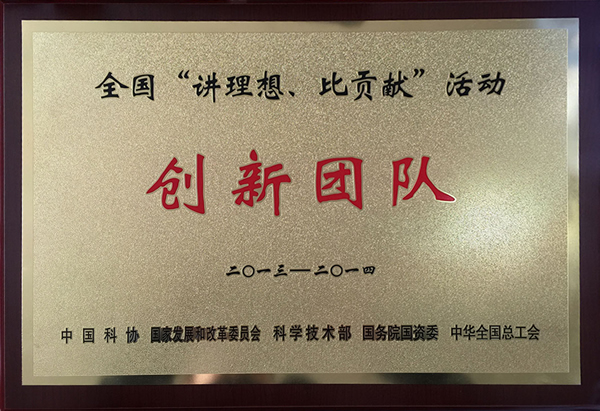 全国“讲理想、比贡献”活动
创新团队
二〇一三—二〇一四
中国科协 国家发展和改革委员会 科学技术部 国务院国资委 中华全国总工会